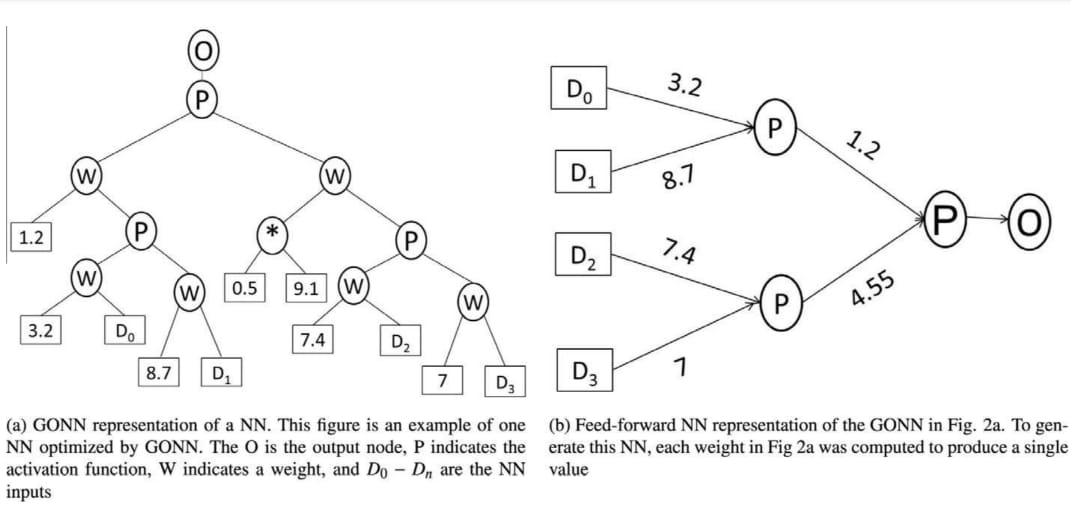 O
P
W
W
1.2
P
*
P
W
W
0.5
9.1
W
W
3.2
D₀
7.4
D₂
8.7
D₁
7
D₃
(a) GONN representation of a NN. This figure is an example of one
NN optimized by GONN. The O is the output node, P indicates the
activation function, W indicates a weight, and D₀ − Dₙ are the NN
inputs
D₀
3.2
P
1.2
D₁
8.7
P
O
D₂
7.4
P
4.55
D₃
7
(b) Feed-forward NN representation of the GONN in Fig. 2a. To gen-
erate this NN, each weight in Fig 2a was computed to produce a single
value